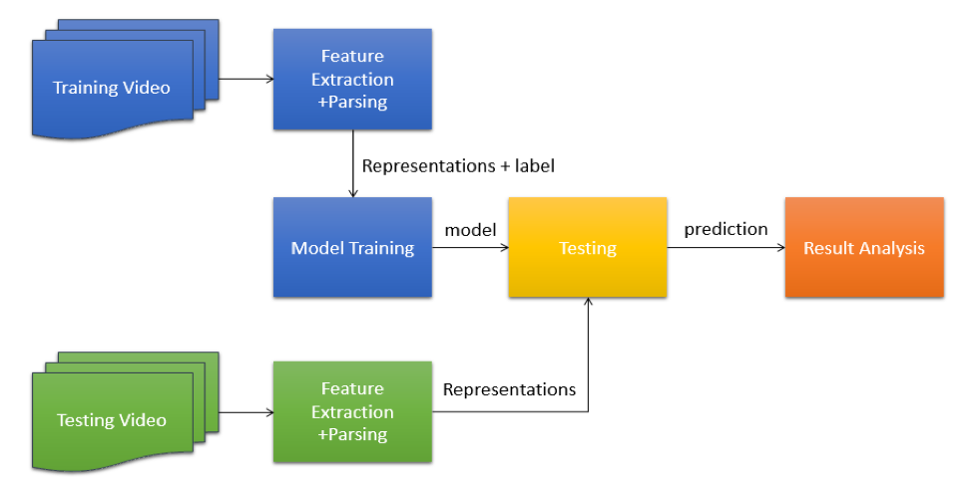 Training Video
Feature
Extraction
+Parsing
Representations + label
Model Training
model
Testing
prediction
Result Analysis
Testing Video
Feature
Extraction
+Parsing
Representations